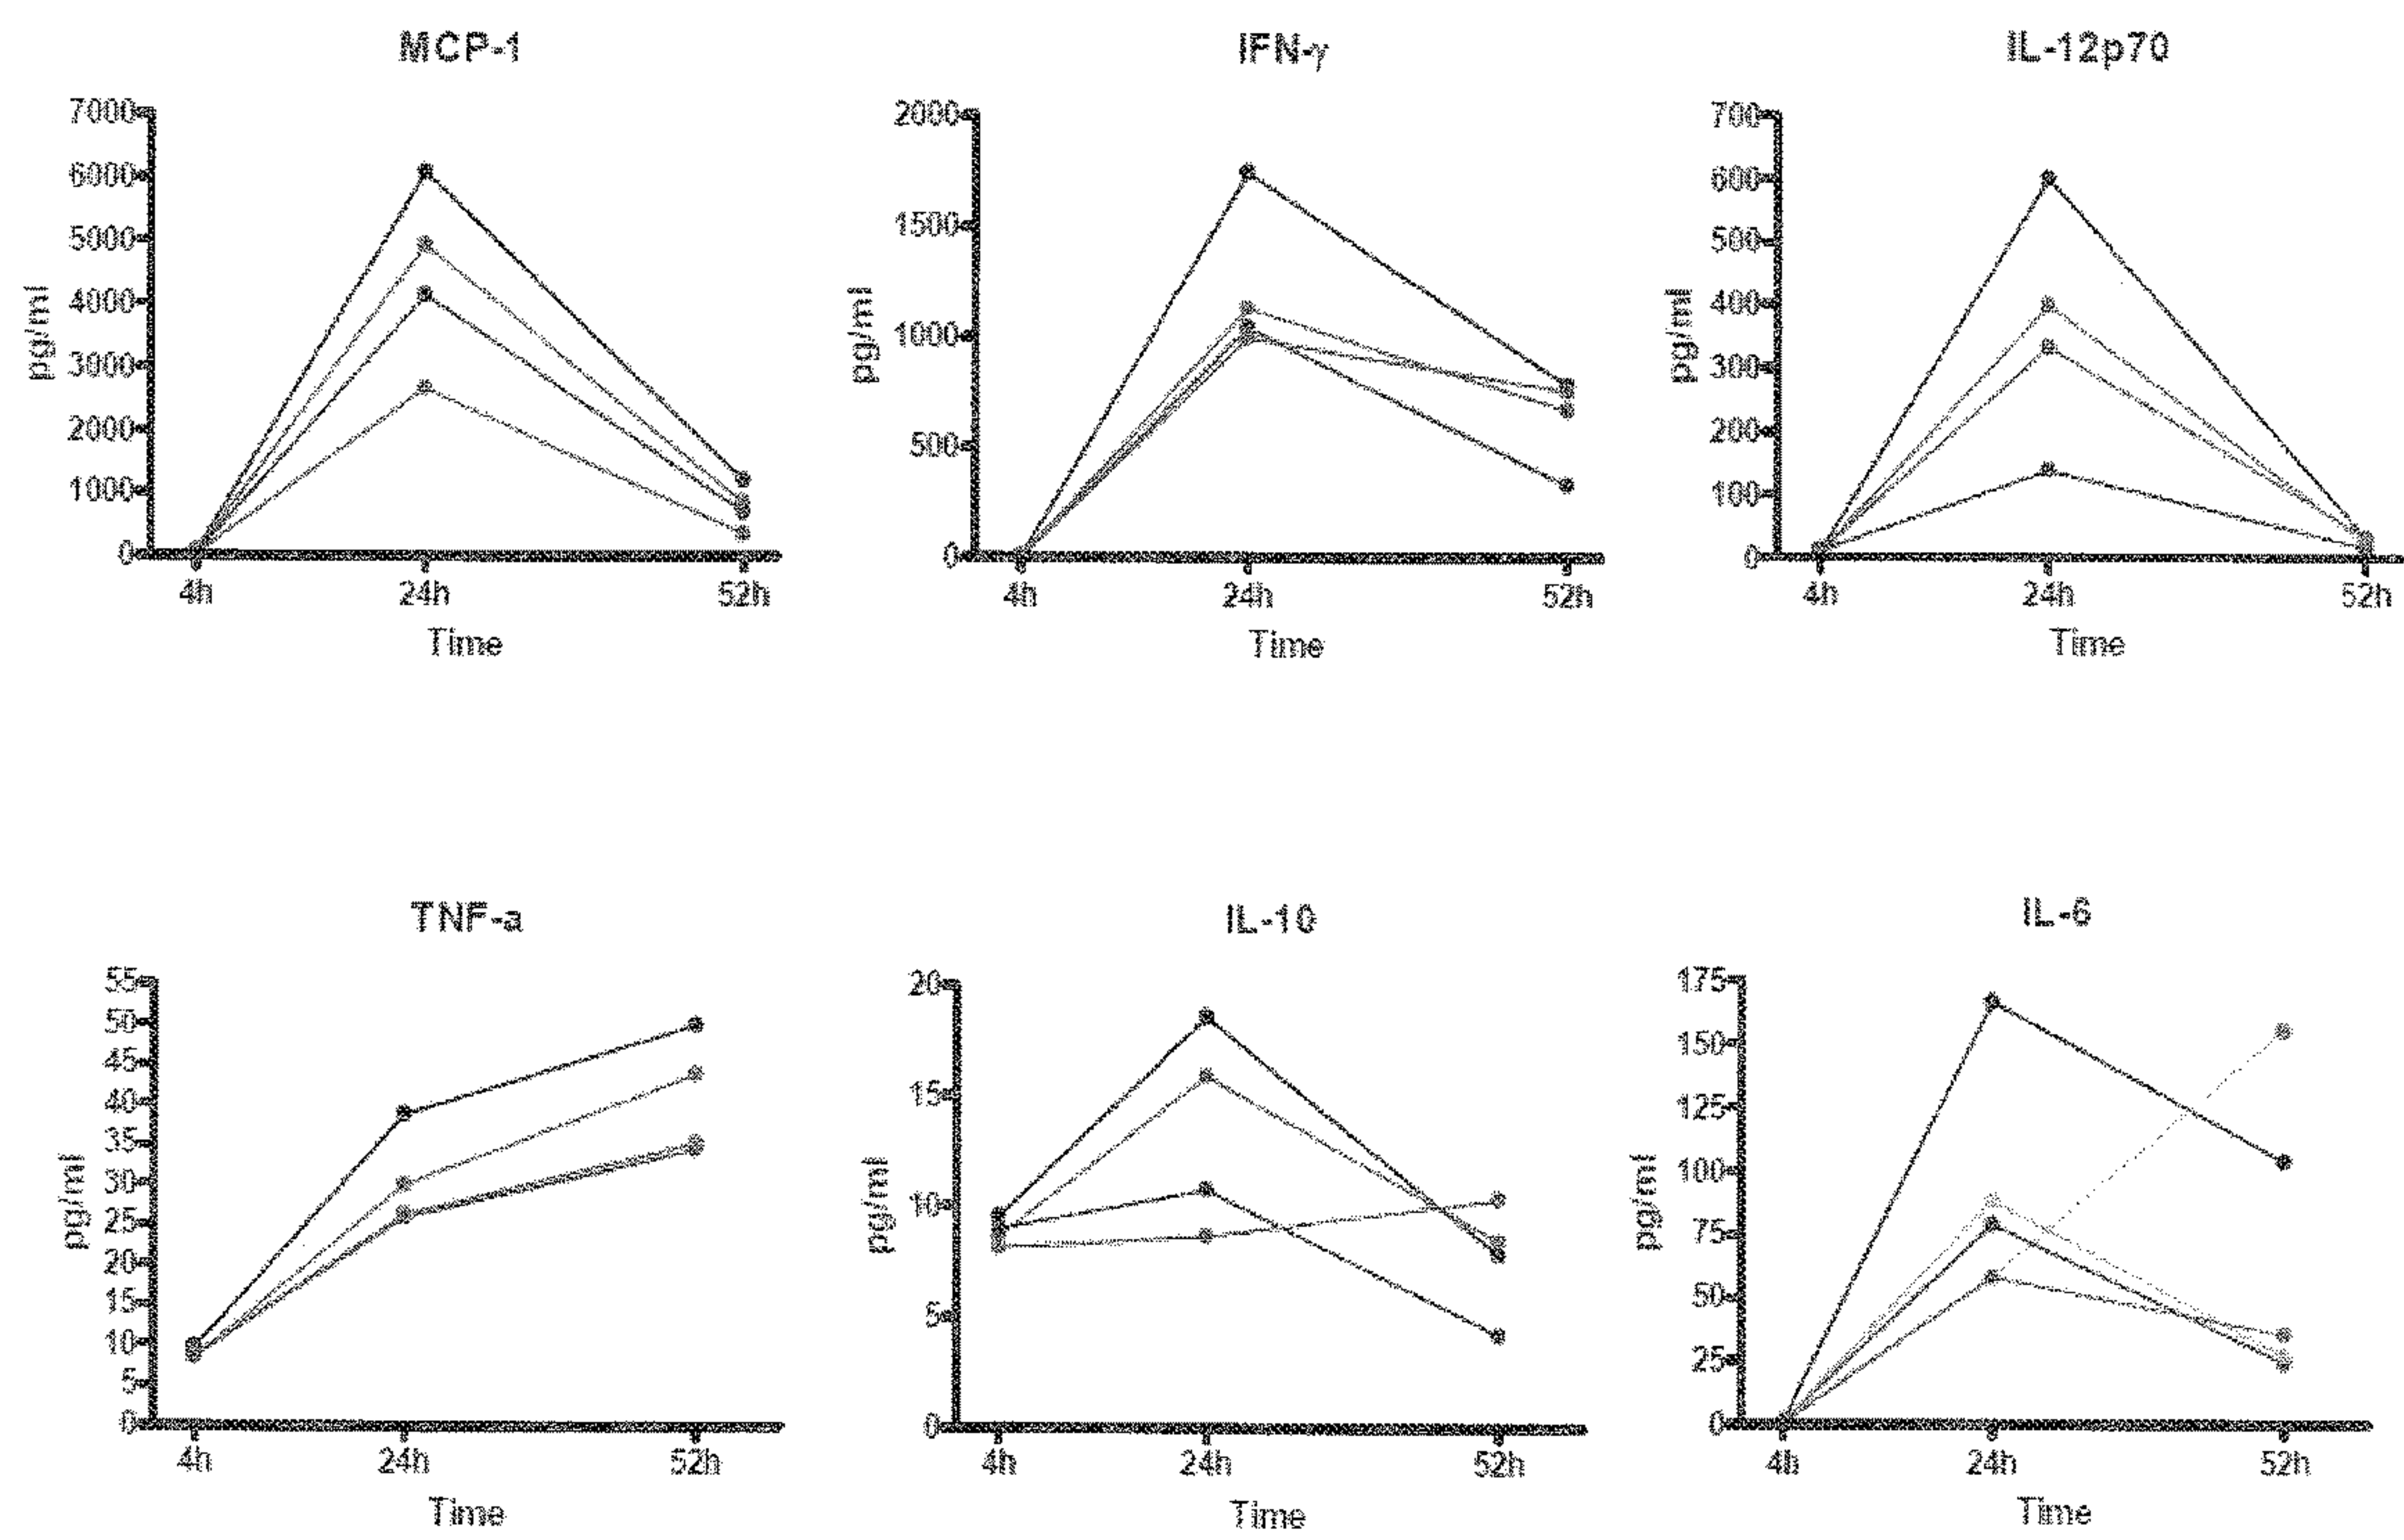 MCP-1
7000
6000
5000
4000
3000
2000
1000
0
pg/ml
4h 24h 52h
Time
IFN-γ
2000
1500
1000
500
0
pg/ml
4h 24h 52h
Time
IL-12p70
700
600
500
400
300
200
100
0
pg/ml
4h 24h 52h
Time
TNF-a
55
50
45
40
35
30
25
20
15
10
5
0
pg/ml
4h 24h 52h
Time
IL-10
20
15
10
5
0
pg/ml
4h 24h 52h
Time
IL-6
175
150
125
100
75
50
25
0
pg/ml
4h 24h 52h
Time